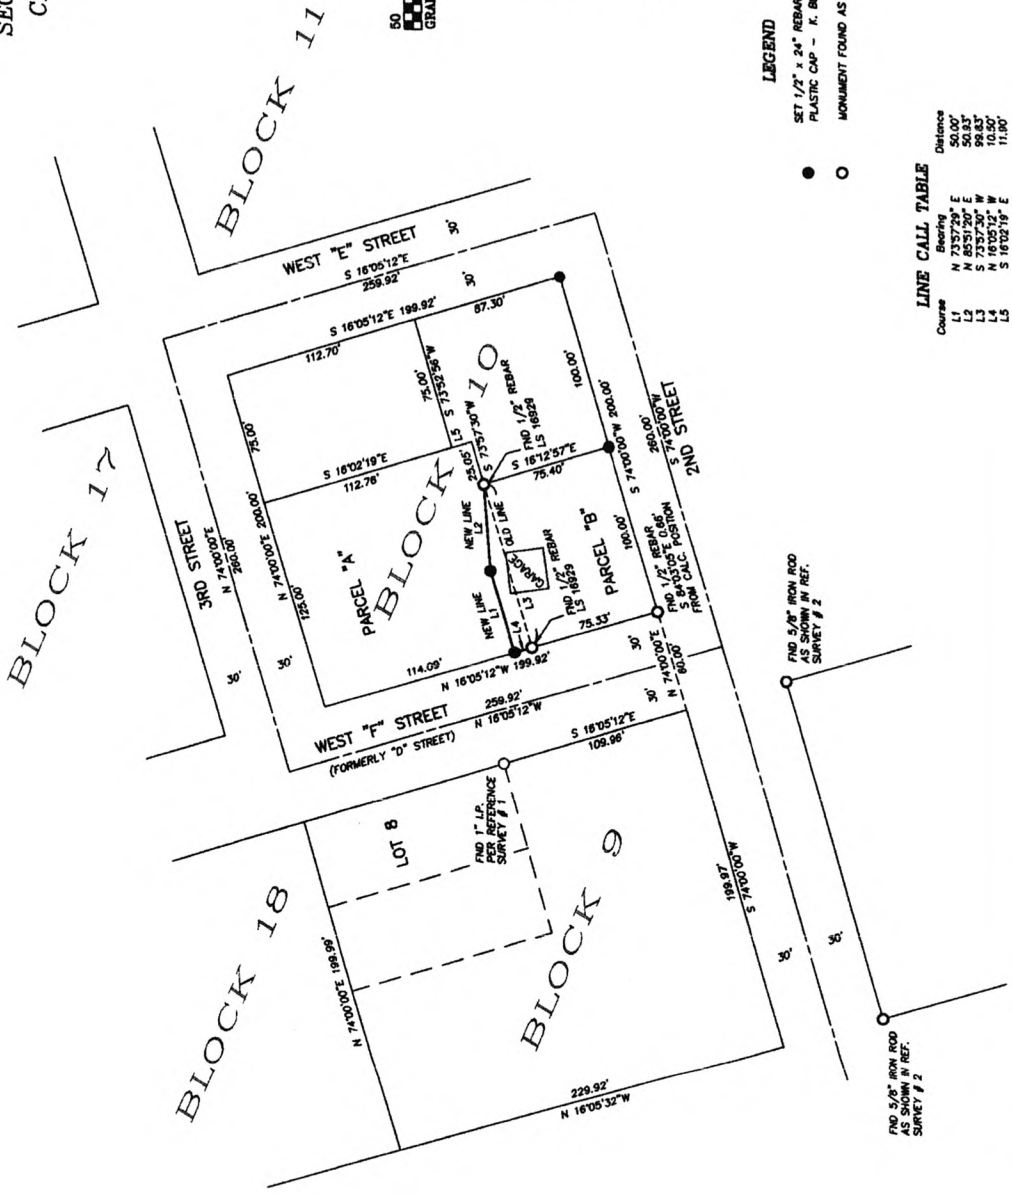 BLOCK 11
50
BLOCK 17
LEGEND
SET 1/2" x 24" REBAR
PLASTIC CAP - K.
MONUMENT FOUND AS
3RD STREET
N 74°00'00"E
260.00'
30'
30'
WEST "E" STREET
S 16°05'12"E
259.92'
30'
30'
N 74°00'00"E 200.00'
75.00'
125.00'
S 16°05'12"E 199.92'
112.70'
87.30'
75.00'
S 73°52'56"W
L5
S 16°02'19"E
112.76'
PARCEL "A"
BLOCK 10
25.05'
S 73°57'30"W
FND 1/2" REBAR
LS 16929
NEW LINE
L2
NEW LINE
L1
OLD LINE
L3
L4
GARAGE
FND 1/2" REBAR
LS 16929
S 16°12'57"E
75.40'
PARCEL "B"
75.33'
100.00'
100.00'
S 74°00'00"W 200.00'
260.00'
S 74°00'00"W
2ND STREET
FND 1/2" REBAR
S 84°03'05"E 0.66'
FROM CALC. POSITION
114.09'
N 16°05'12"W 199.92'
259.92'
N 16°05'12"W
WEST "F" STREET
(FORMERLY "D" STREET)
30'
30'
N 74°00'00"E
60.00'
S 16°05'12"E
109.96'
LINE CALL TABLE
Course Bearing Distance
L1 N 73°57'29" E 50.00'
L2 N 85°51'20" E 50.93'
L3 S 73°57'30" W 99.83'
L4 N 16°05'12" W 10.50'
L5 S 16°02'19" E 11.90'
BLOCK 18
LOT 8
FND 1" I.P.
PER REFERENCE
SURVEY # 1
N 74°00'00"E 199.99'
BLOCK 9
199.97'
S 74°00'00"W
30'
30'
229.92'
N 16°05'32"W
FND 5/8" IRON ROD
AS SHOWN IN REF.
SURVEY # 2
FND 5/8" IRON ROD
AS SHOWN IN REF.
SURVEY # 2